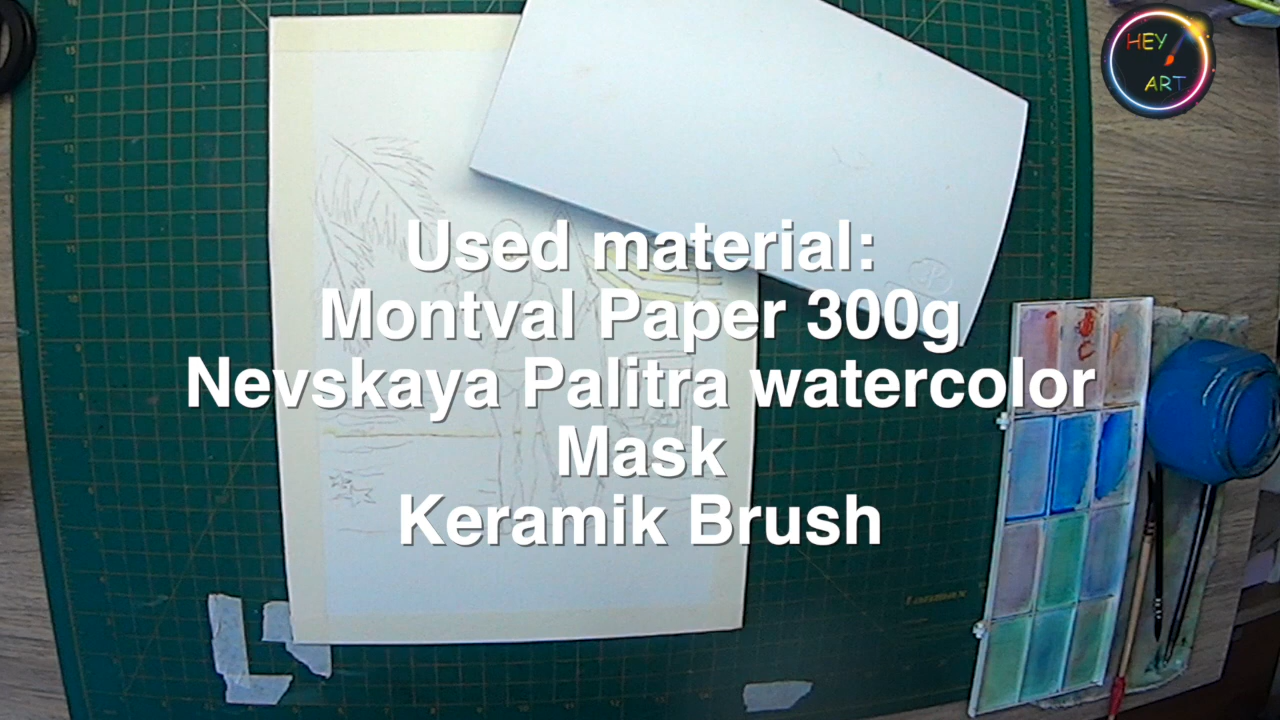 HEY
ART
Used material:
Montval Paper 300g
Nevskaya Palitra watercolor
Mask
Keramik Brush